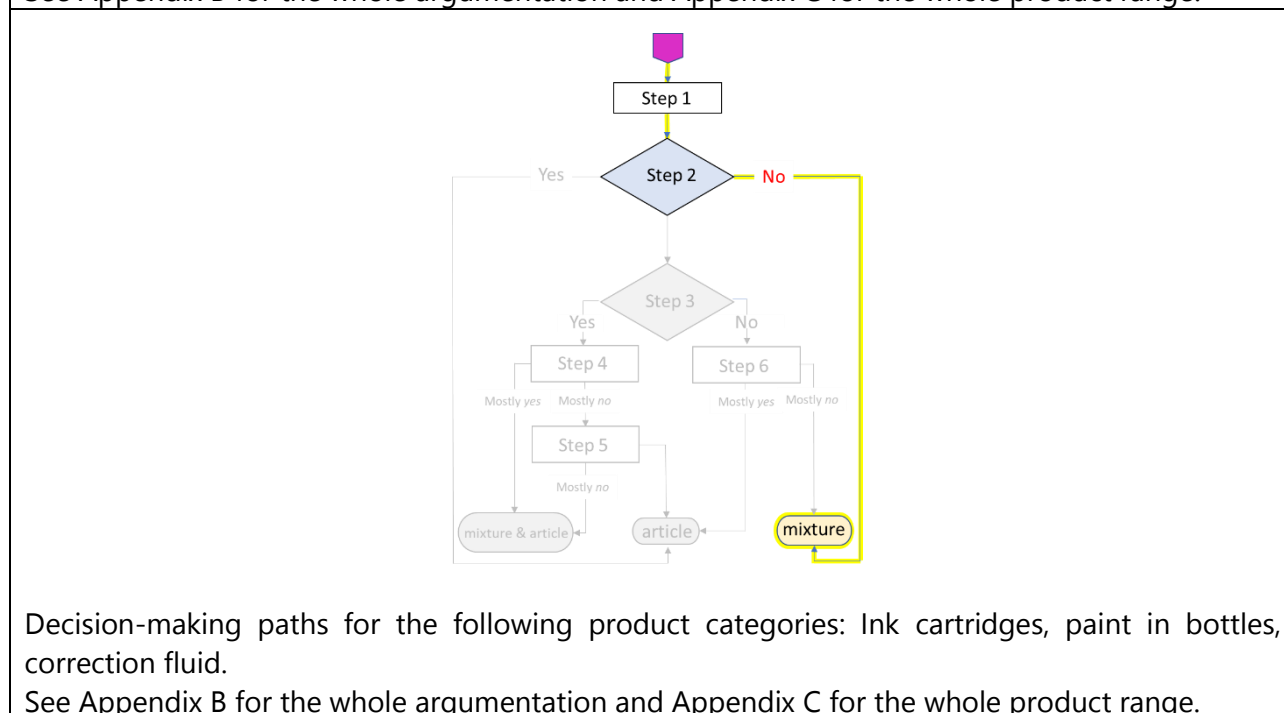 See Appendix B for the whole argumentation and Appendix C for the whole product range.
Step 1
Yes
Step 2
No
Step 3
Yes
No
Step 4
Step 6
Mostly yes
Mostly no
Mostly yes
Mostly no
Step 5
Mostly no
mixture & article
article
mixture
Decision-making paths for the following product categories: Ink cartridges, paint in bottles,
correction fluid.
See Appendix B for the whole argumentation and Appendix C for the whole product range.